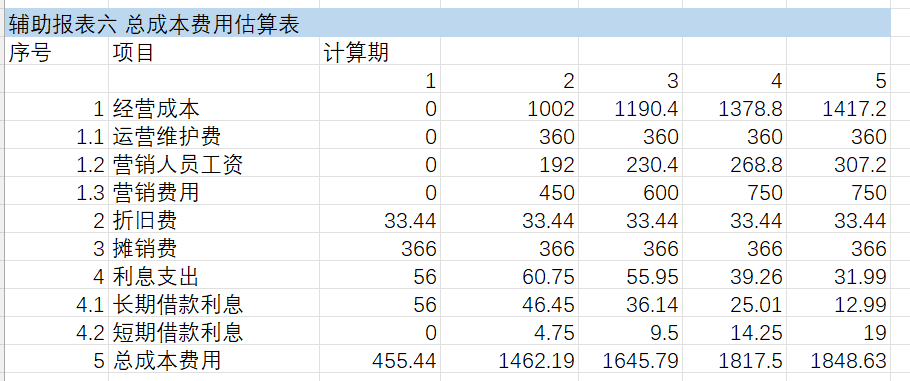 辅助报表六 总成本费用估算表
序号 项目 计算期
1 2 3 4 5
1 经营成本 0 1002 1190.4 1378.8 1417.2
1.1 运营维护费 0 360 360 360 360
1.2 营销人员工资 0 192 230.4 268.8 307.2
1.3 营销费用 0 450 600 750 750
2 折旧费 33.44 33.44 33.44 33.44 33.44
3 摊销费 366 366 366 366 366
4 利息支出 56 60.75 55.95 39.26 31.99
4.1 长期借款利息 56 46.45 36.14 25.01 12.99
4.2 短期借款利息 0 4.75 9.5 14.25 19
5 总成本费用 455.44 1462.19 1645.79 1817.5 1848.63